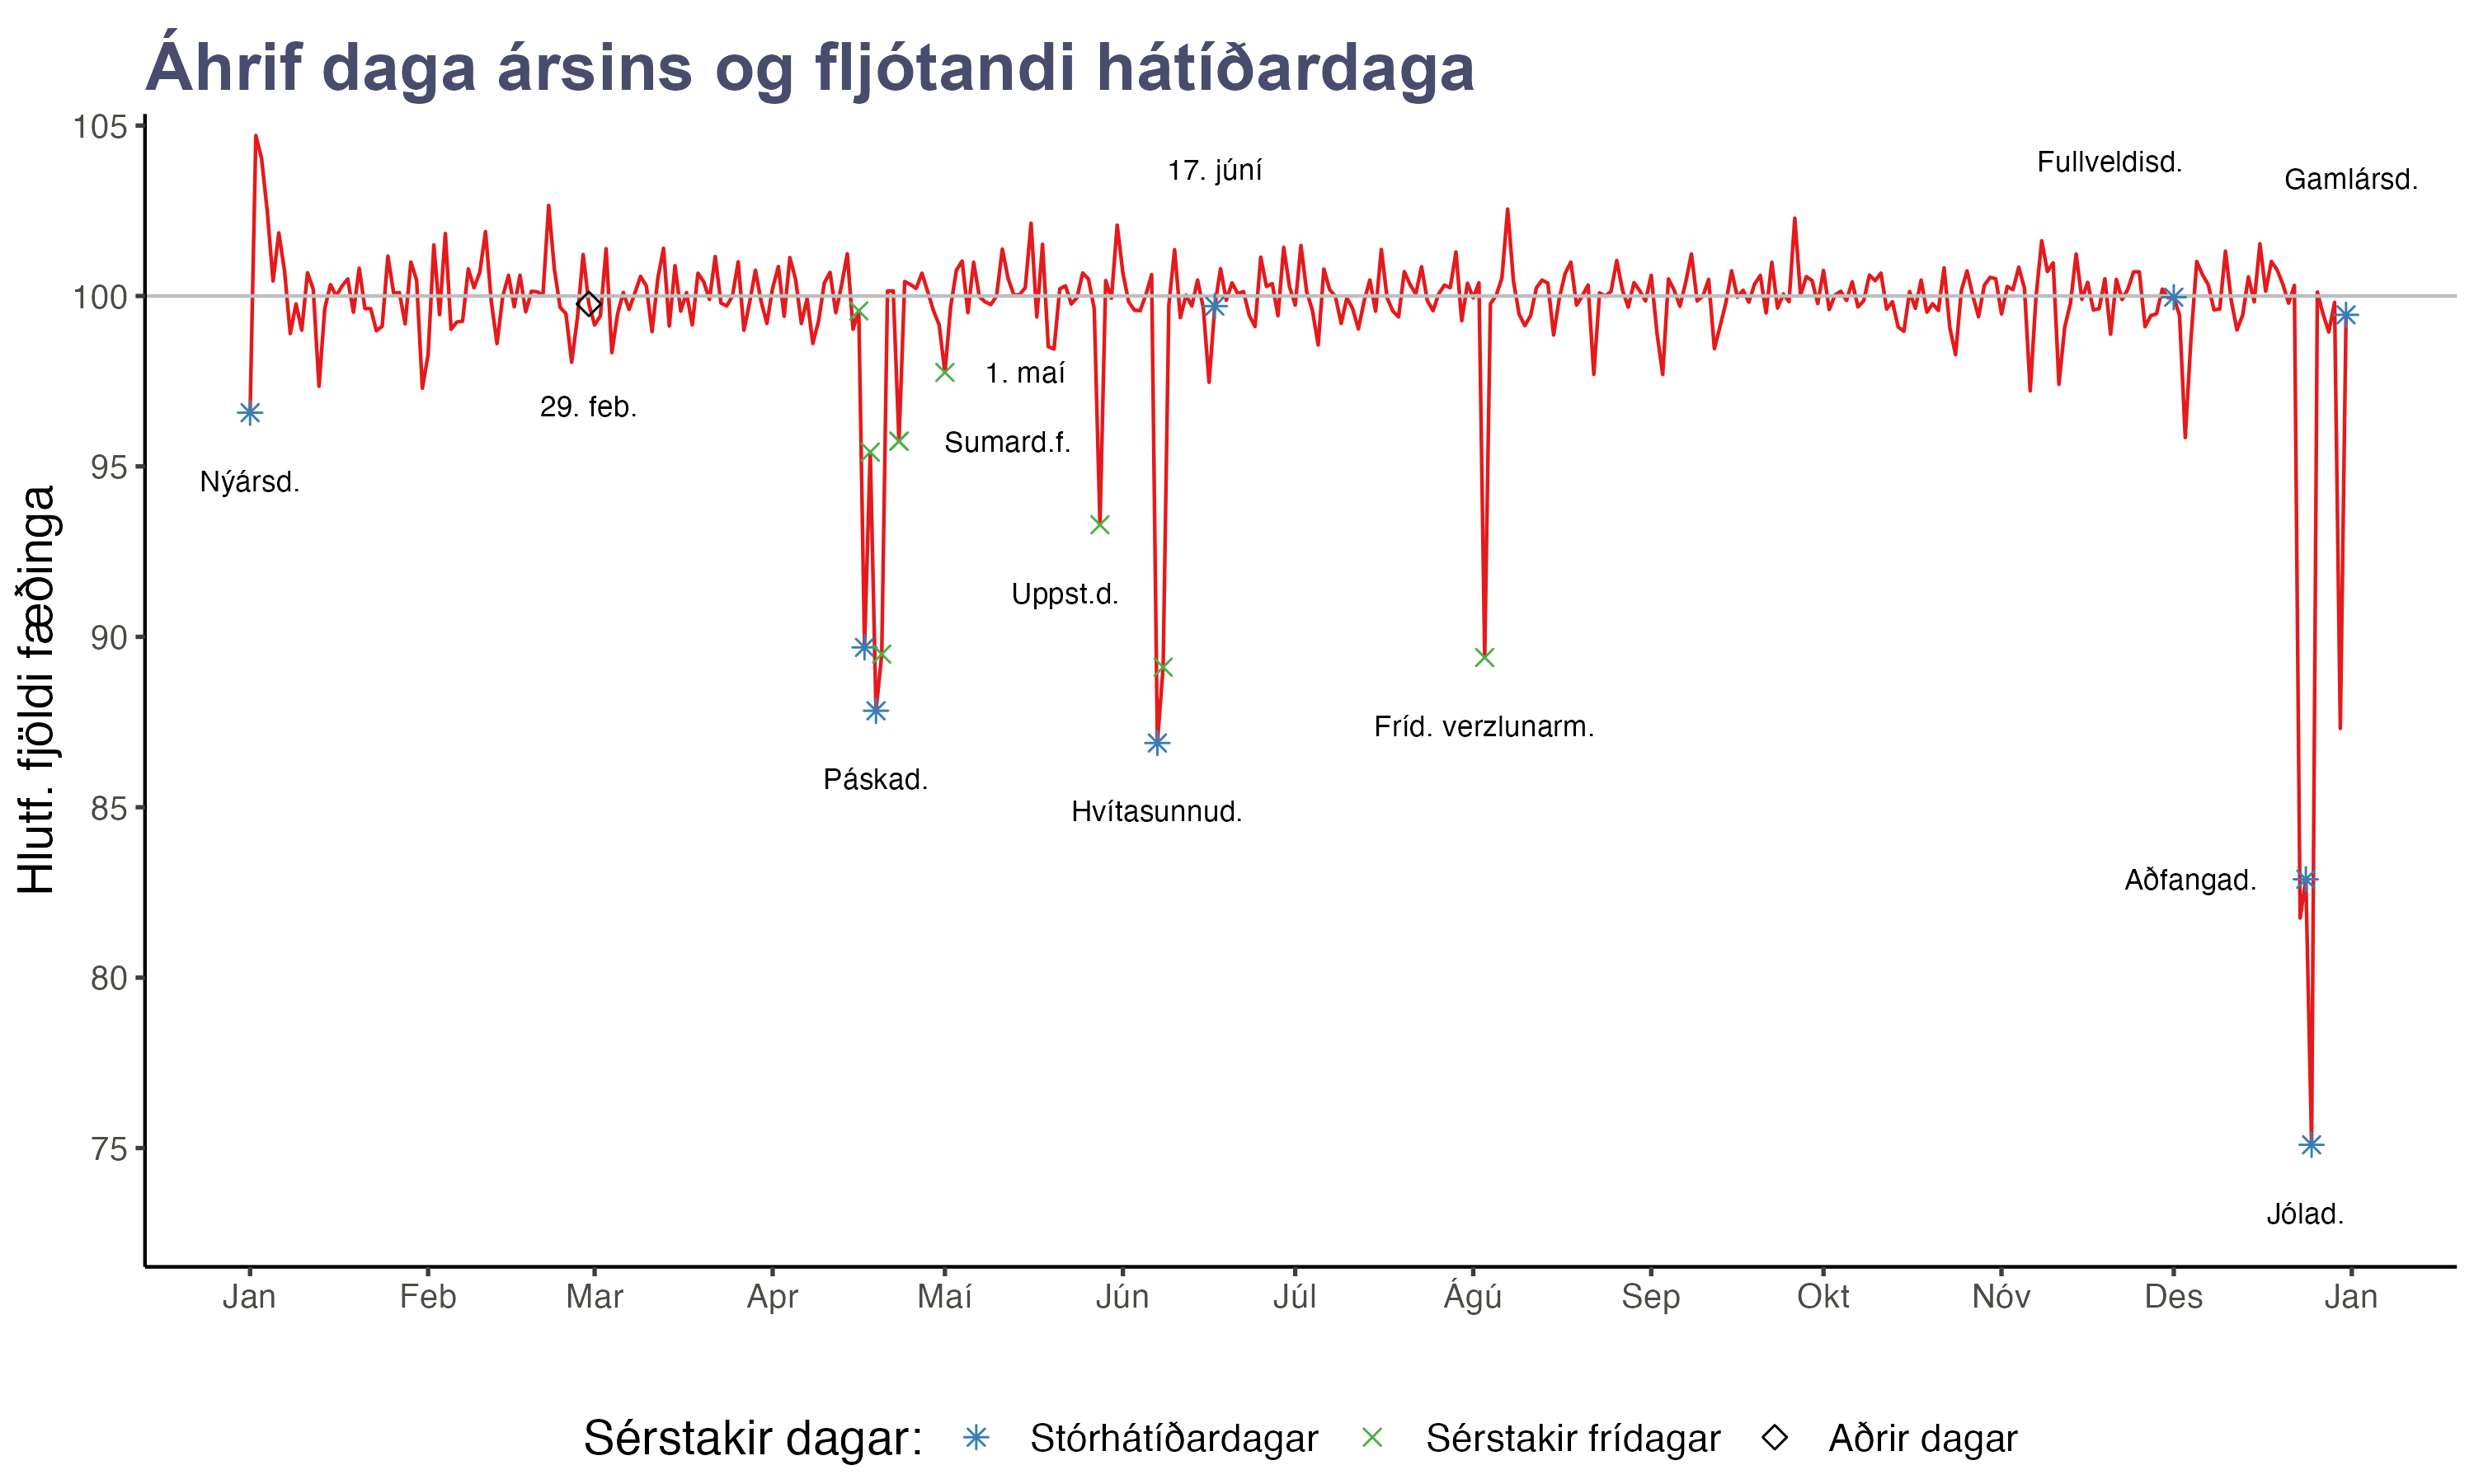 Áhrif daga ársins og fljótandi hátíðardaga
105
100
95
90
85
80
75
Hlutf. fjöldi fæðinga
17. júní
Fullveldisd.
Gamlársd.
1. maí
29. feb.
Sumard.f.
Nýársd.
Uppst.d.
Fríd. verzlunarm.
Páskad.
Hvítasunnud.
Aðfangad.
Jólad.
Jan Feb Mar Apr Maí Jún Júl Ágú Sep Okt Nóv Des Jan
Sérstakir dagar: Stórhátíðardagar Sérstakir frídagar Aðrir dagar